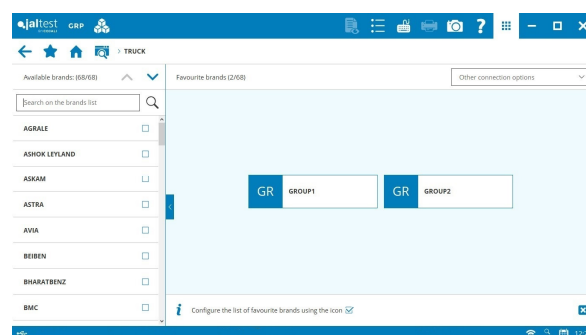 jaltest GRP
> TRUCK
Available brands: (68/68)
Favourite brands (2/68)
Other connection options
Search on the brands list
AGRALE
ASHOK LEYLAND
ASKAM
ASTRA
AVIA
BEIBEN
BHARATBENZ
BMC
GR GROUP1
GR GROUP2
i Configure the list of favourite brands using the icon